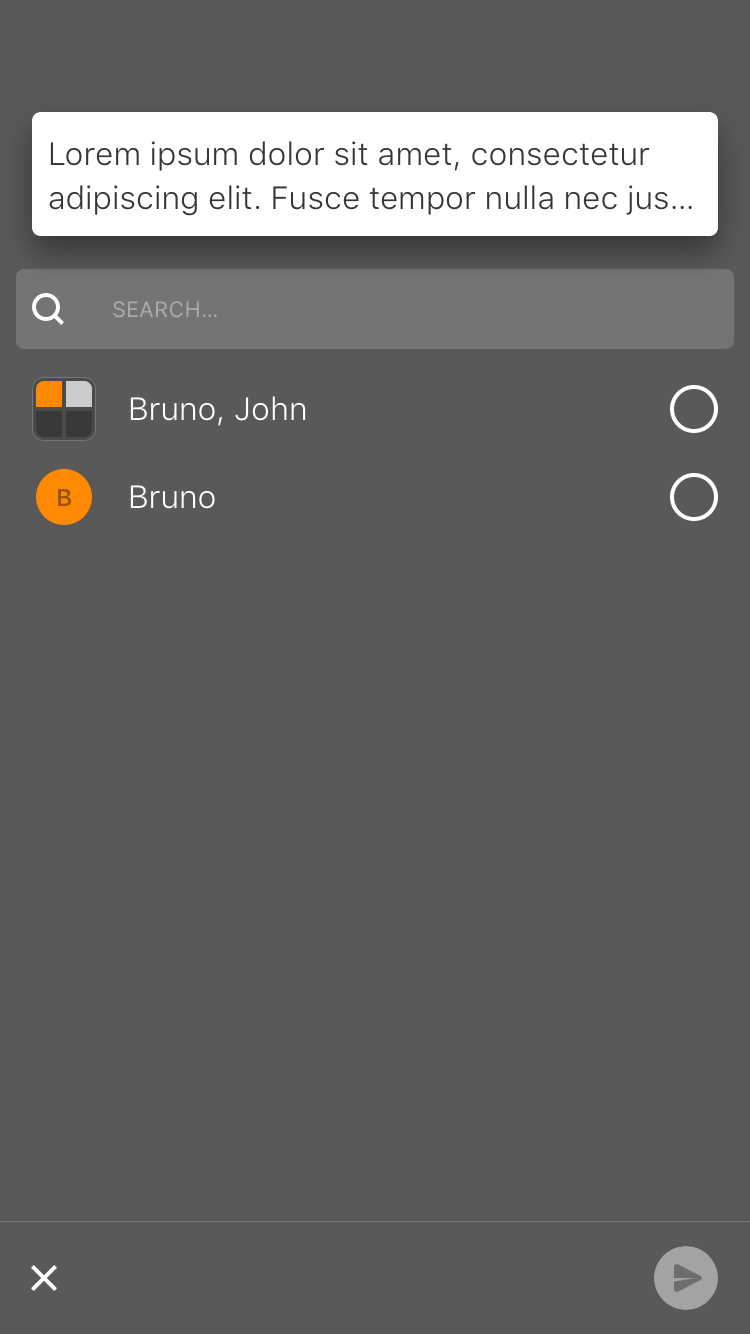 Lorem ipsum dolor sit amet, consectetur
adipiscing elit. Fusce tempor nulla nec jus...
SEARCH...
Bruno, John
B
Bruno